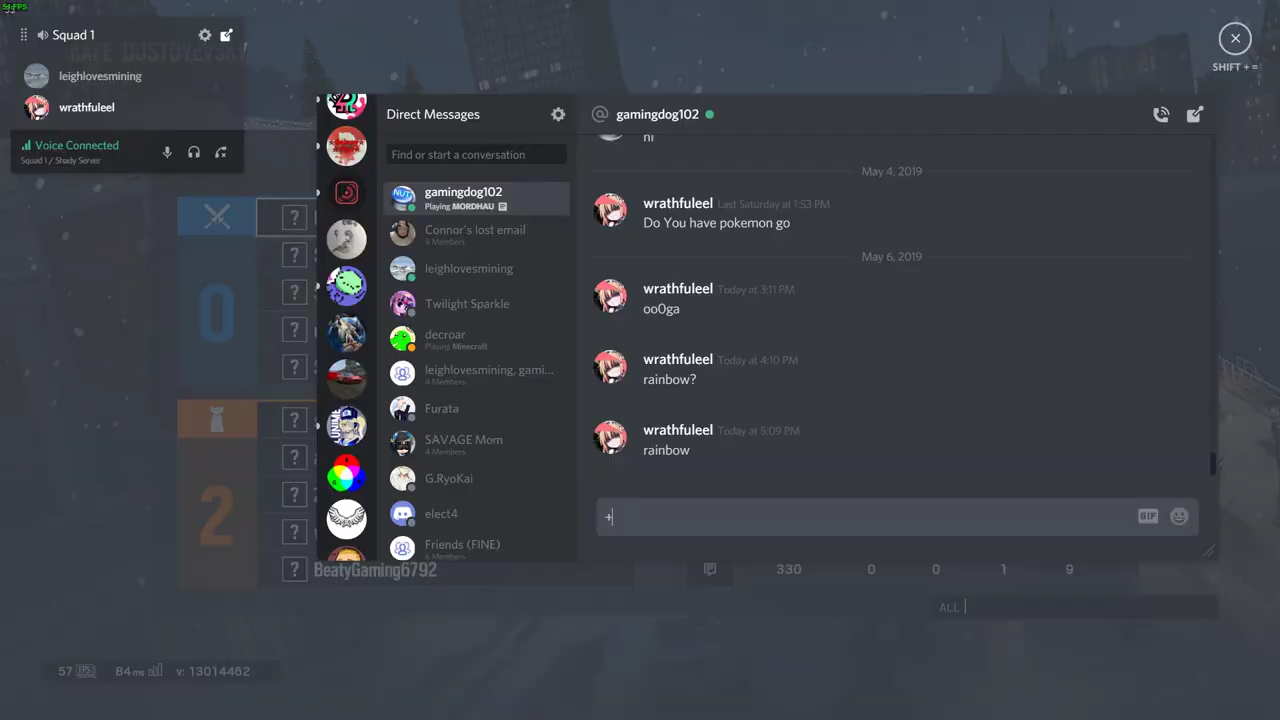 Squad 1
leighlovesmining
wrathfuleel
Voice Connected
Squad 1 / Shady Server
SHIFT + =
Direct Messages
Find or start a conversation
gamingdog102
Playing MORDHAU
Connor's lost email
9 Members
leighlovesmining
Twilight Sparkle
decroar
Playing Minecraft
leighlovesmining, gami...
4 Members
Furata
SAVAGE Mom
4 Members
G.RyoKai
elect4
Friends (FINE)
6 Members
@ gamingdog102
hi
May 4, 2019
wrathfuleel Last Saturday at 1:53 PM
Do You have pokemon go
May 6, 2019
wrathfuleel Today at 3:11 PM
oo0ga
wrathfuleel Today at 4:10 PM
rainbow?
wrathfuleel Today at 5:09 PM
rainbow
+
GIF
0
2
? ? ? ? ?
? ? ? ? ?
BeatyGaming6792 330 0 0 1 9
ALL
57 FPS 84 ms v: 13014462